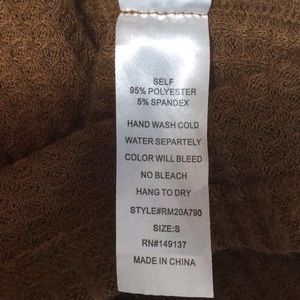 SELF
95% POLYESTER
5% SPANDEX
HAND WASH COLD
WATER SEPARTELY
COLOR WILL BLEED
NO BLEACH
HANG TO DRY
STYLE#RM20A790
SIZE:S
RN#149137
MADE IN CHINA